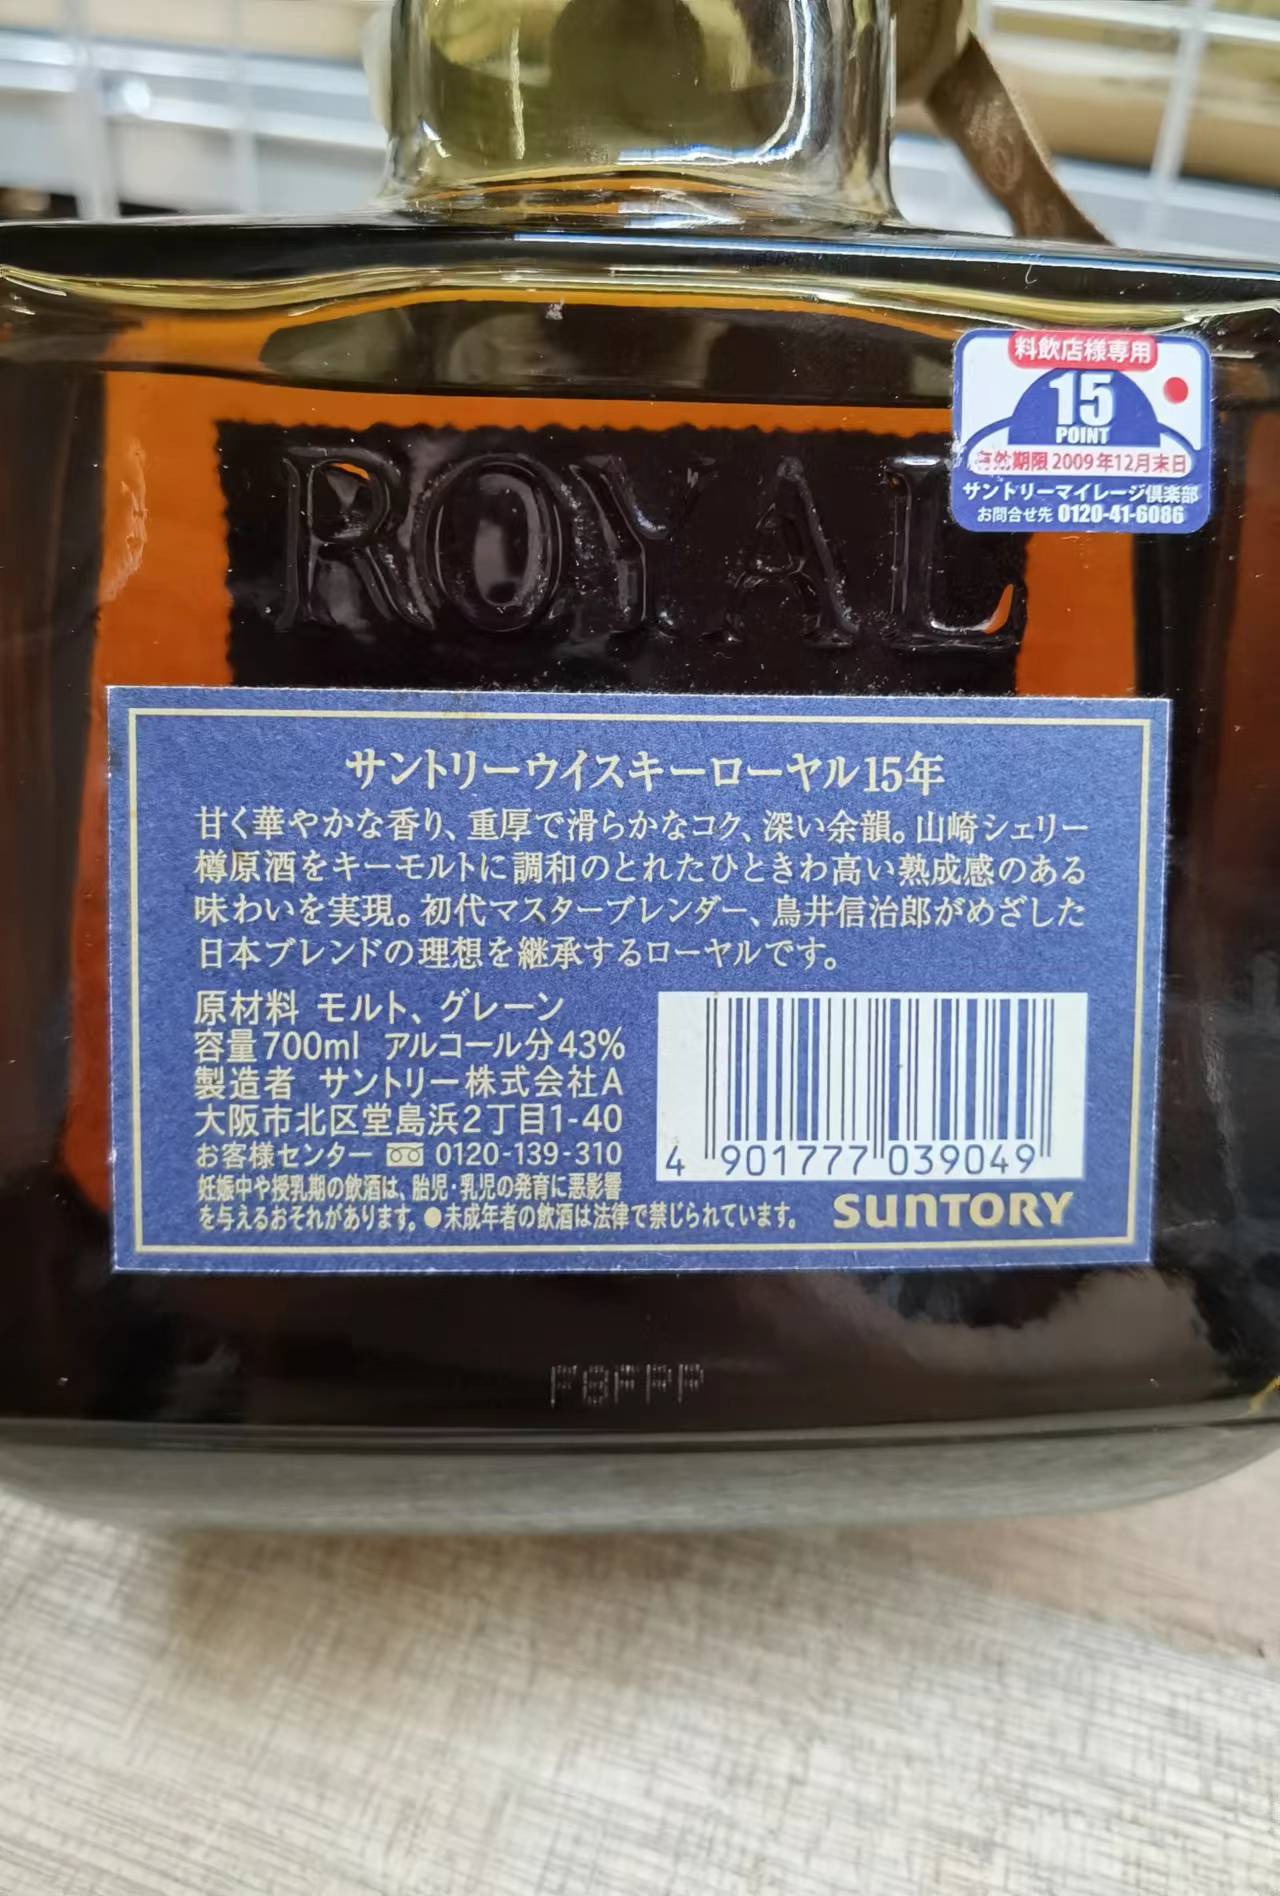 料飲店様専用
15
POINT
有効期限 2009年12月末日
サントリーマイレージ倶楽部
お問合せ先 0120-41-6086
ROYAL
サントリーウイスキーローヤル15年
甘く華やかな香り、重厚で滑らかなコク、深い余韻。山崎シェリー
樽原酒をキーモルトに調和のとれたひときわ高い熟成感のある
味わいを実現。初代マスターブレンダー、鳥井信治郎がめざした
日本ブレンドの理想を継承するローヤルです。
原材料 モルト、グレーン
容量700ml アルコール分43%
製造者 サントリー株式会社A
大阪市北区堂島浜2丁目1-40
お客様センター 0120-139-310
妊娠中や授乳期の飲酒は、胎児・乳児の発育に悪影響
を与えるおそれがあります。●未成年者の飲酒は法律で禁じられています。
4 901777 039049
SUNTORY
F8FPP